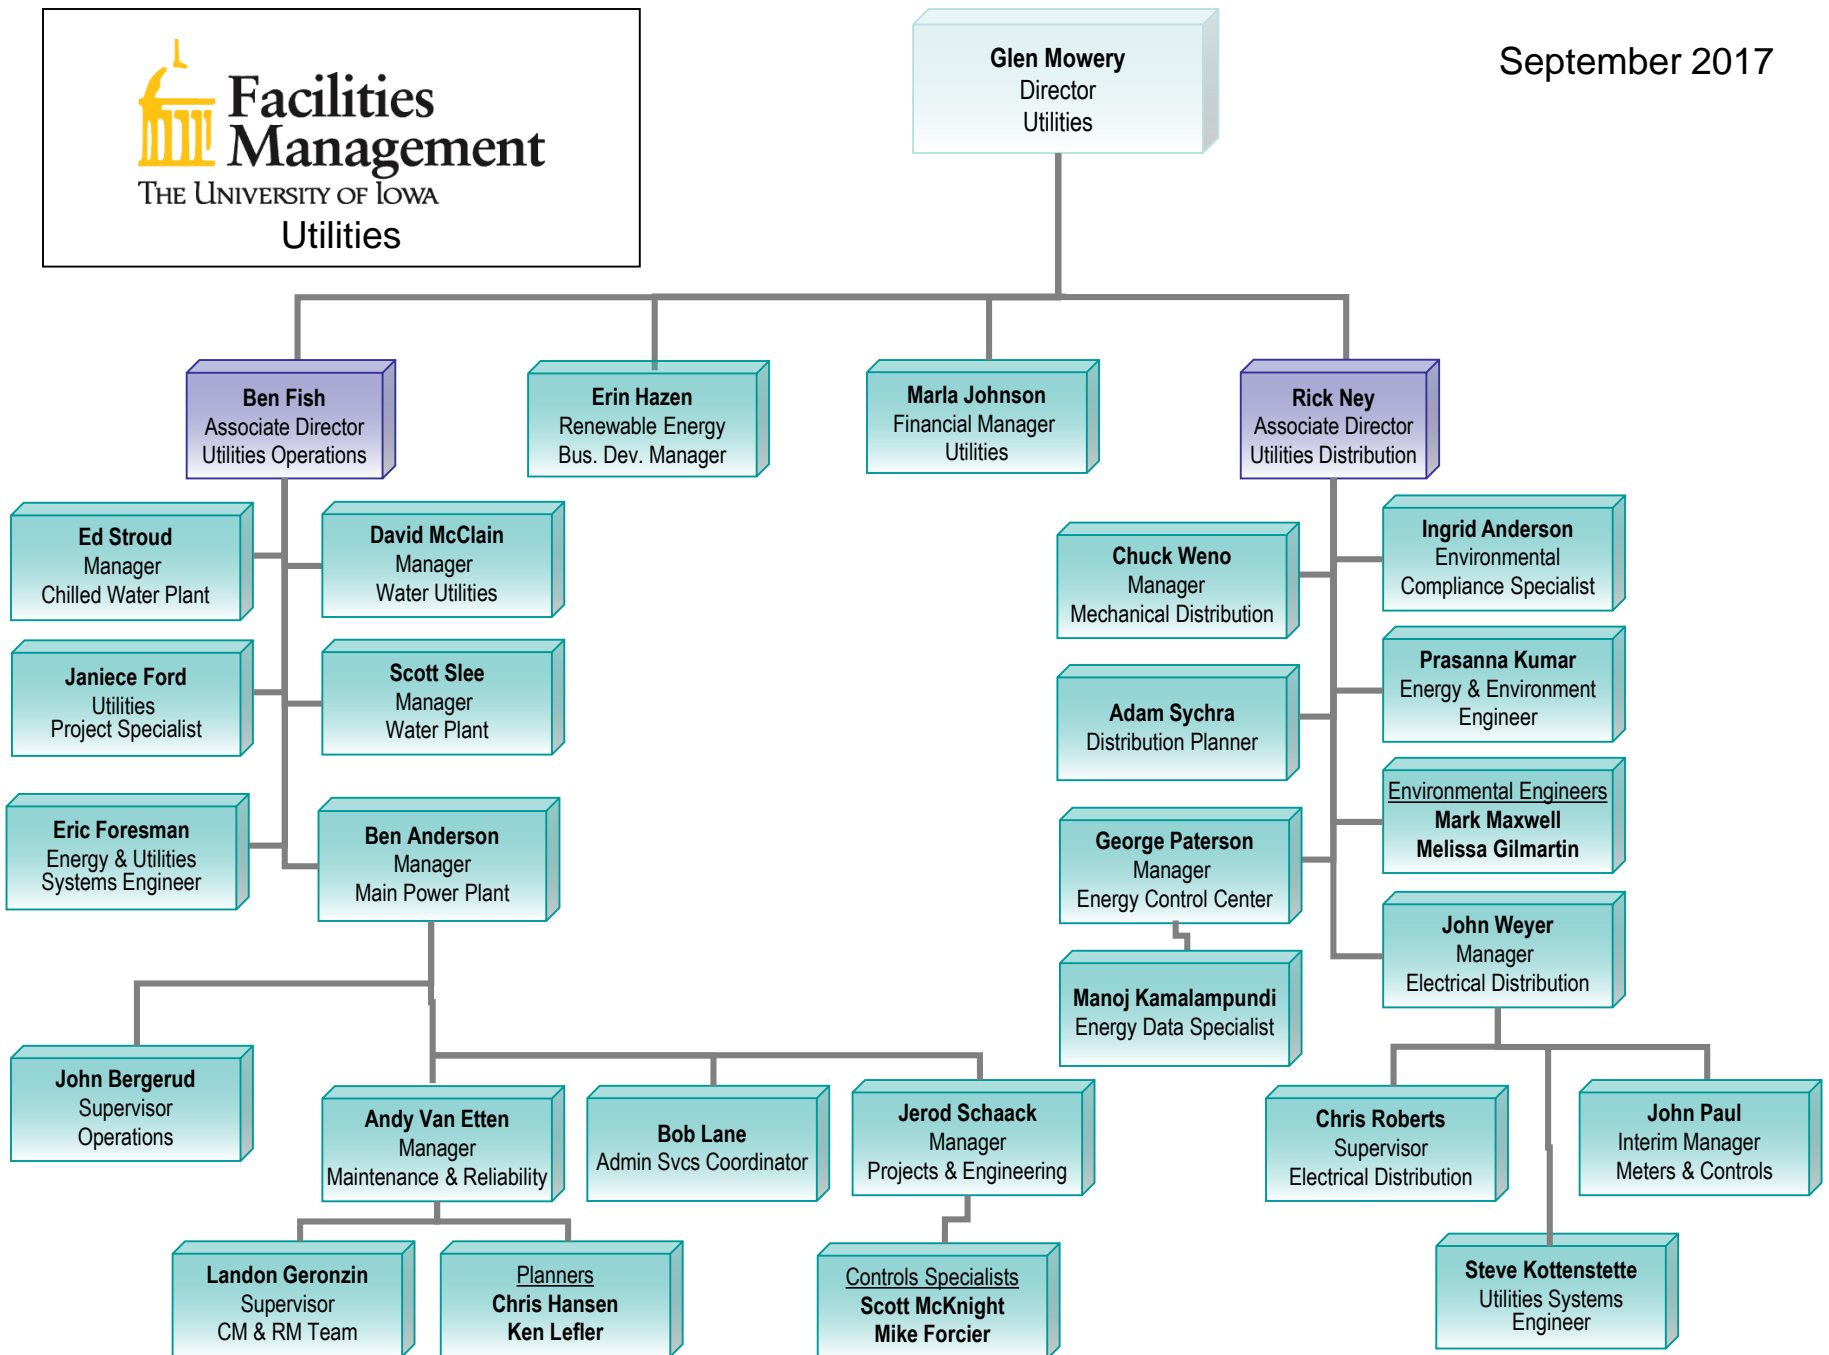 Facilities
Management
THE UNIVERSITY OF IOWA
Utilities
September 2017
Glen Mowery
Director
Utilities
Ben Fish
Associate Director
Utilities Operations
Erin Hazen
Renewable Energy
Bus. Dev. Manager
Marla Johnson
Financial Manager
Utilities
Rick Ney
Associate Director
Utilities Distribution
Ed Stroud
Manager
Chilled Water Plant
David McClain
Manager
Water Utilities
Janiece Ford
Utilities
Project Specialist
Scott Slee
Manager
Water Plant
Eric Foresman
Energy & Utilities
Systems Engineer
Ben Anderson
Manager
Main Power Plant
Chuck Weno
Manager
Mechanical Distribution
Ingrid Anderson
Environmental
Compliance Specialist
Adam Sychra
Distribution Planner
Prasanna Kumar
Energy & Environment
Engineer
Environmental Engineers
Mark Maxwell
Melissa Gilmartin
George Paterson
Manager
Energy Control Center
John Weyer
Manager
Electrical Distribution
Manoj Kamalampundi
Energy Data Specialist
John Bergerud
Supervisor
Operations
Andy Van Etten
Manager
Maintenance & Reliability
Bob Lane
Admin Svcs Coordinator
Jerod Schaack
Manager
Projects & Engineering
Chris Roberts
Supervisor
Electrical Distribution
John Paul
Interim Manager
Meters & Controls
Landon Geronzin
Supervisor
CM & RM Team
Planners
Chris Hansen
Ken Lefler
Controls Specialists
Scott McKnight
Mike Forcier
Steve Kottenstette
Utilities Systems
Engineer